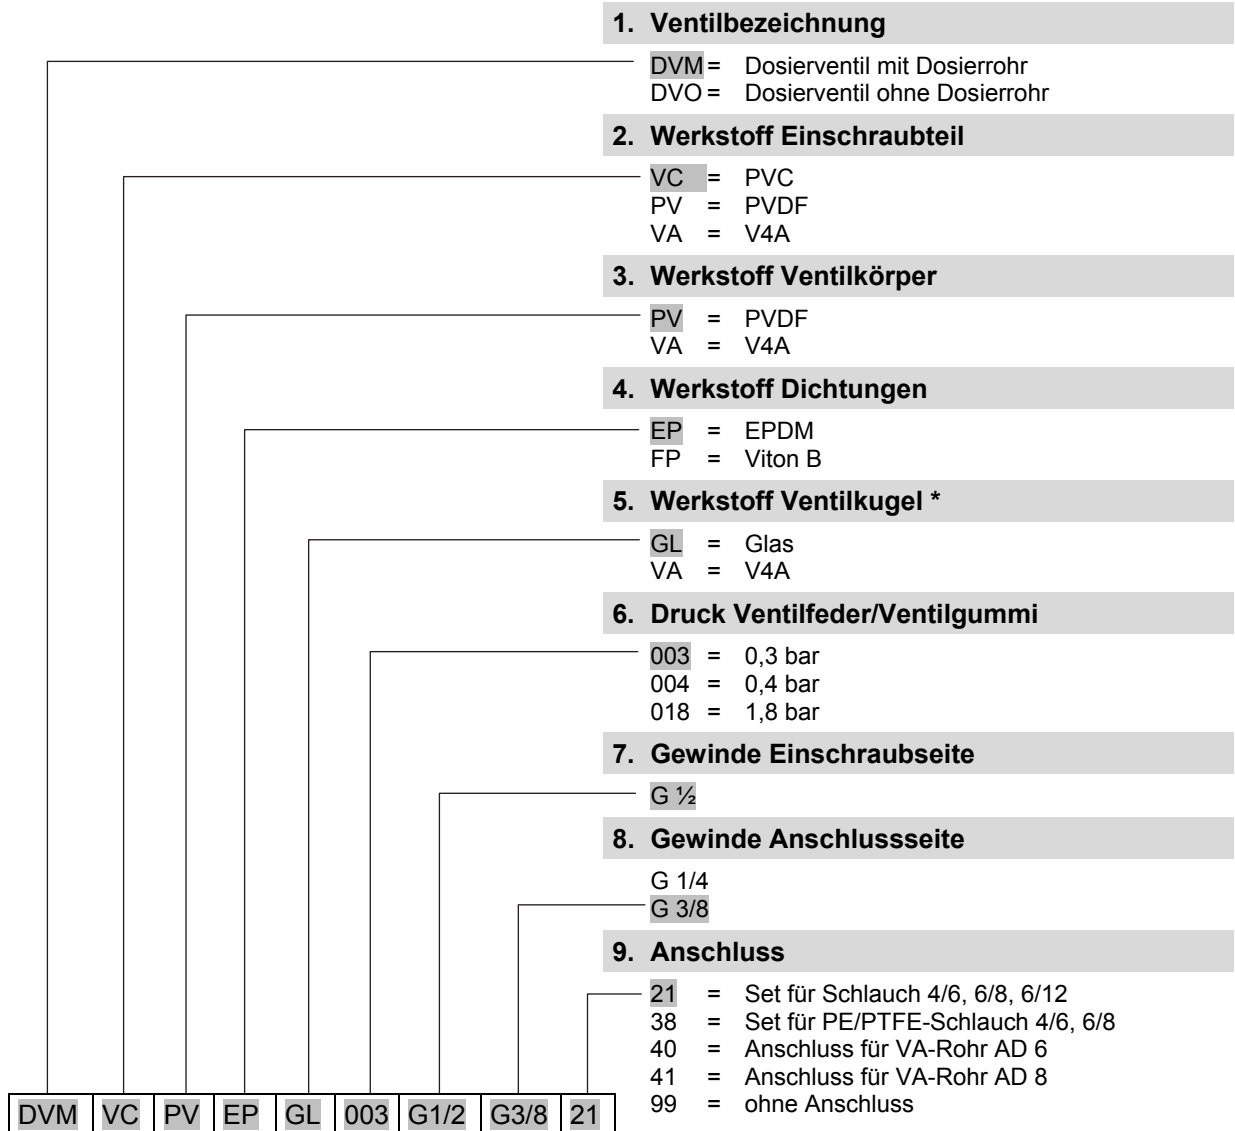 1. Ventilbezeichnung
DVM = Dosierventil mit Dosierrohr
DVO = Dosierventil ohne Dosierrohr
2. Werkstoff Einschraubteil
VC = PVC
PV = PVDF
VA = V4A
3. Werkstoff Ventilkörper
PV = PVDF
VA = V4A
4. Werkstoff Dichtungen
EP = EPDM
FP = Viton B
5. Werkstoff Ventilkugel *
GL = Glas
VA = V4A
6. Druck Ventilfeder/Ventilgummi
003 = 0,3 bar
004 = 0,4 bar
018 = 1,8 bar
7. Gewinde Einschraubseite
G ½
8. Gewinde Anschlussseite
G 1/4
G 3/8
9. Anschluss
21 = Set für Schlauch 4/6, 6/8, 6/12
38 = Set für PE/PTFE-Schlauch 4/6, 6/8
40 = Anschluss für VA-Rohr AD 6
41 = Anschluss für VA-Rohr AD 8
99 = ohne Anschluss
DVM VC PV EP GL 003 G1/2 G3/8 21